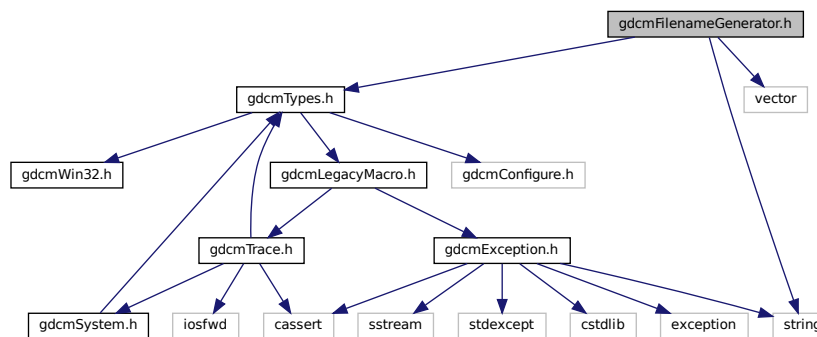 gdcmFilenameGenerator.h
gdcmTypes.h
vector
gdcmWin32.h
gdcmLegacyMacro.h
gdcmConfigure.h
gdcmTrace.h
gdcmException.h
gdcmSystem.h
iosfwd
cassert
sstream
stdexcept
cstdlib
exception
string